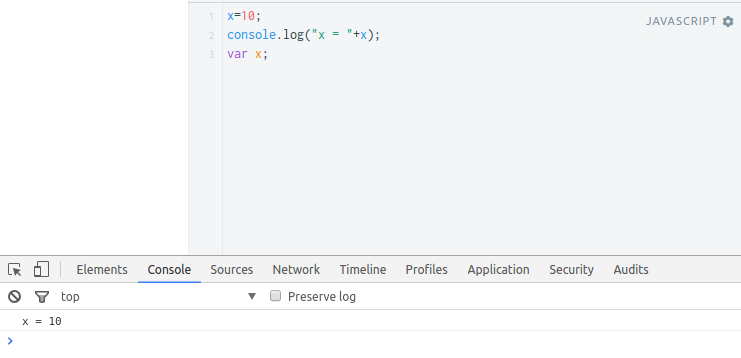 1 x=10;
JAVASCRIPT
2 console.log("x = "+x);
3 var x;
Elements Console Sources Network Timeline Profiles Application Security Audits
top Preserve log
x = 10
>